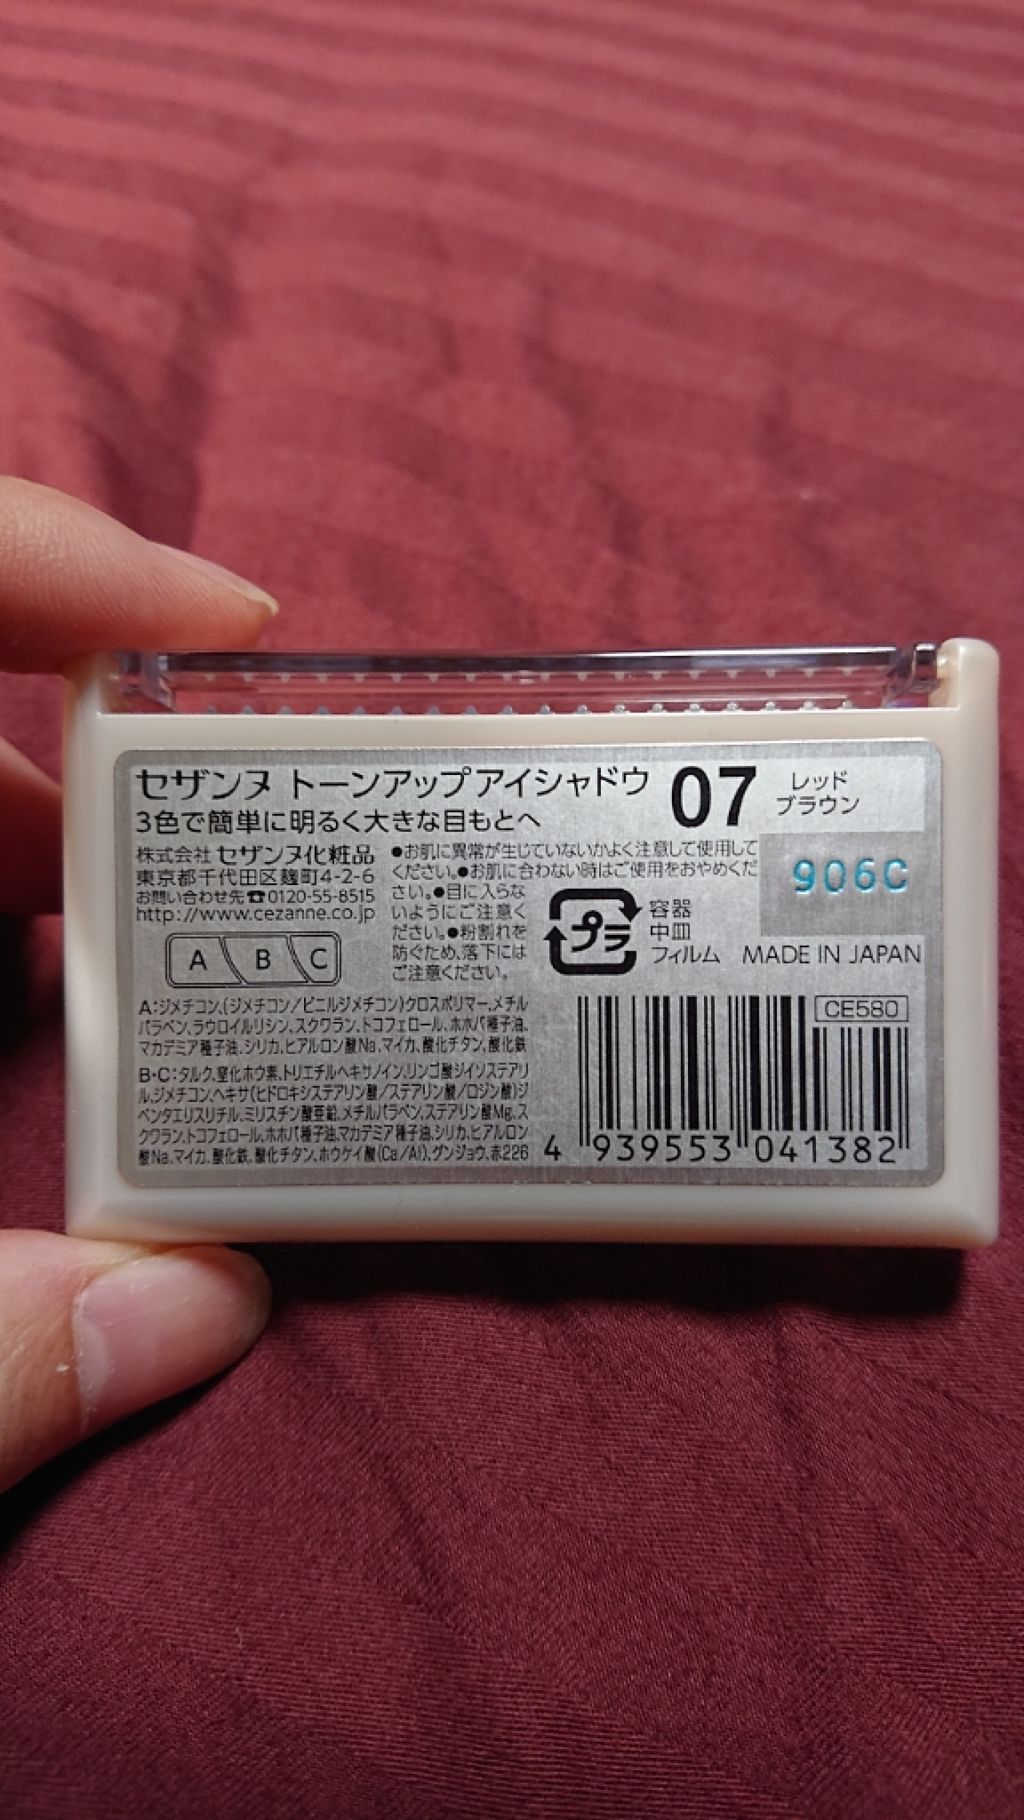 セザンヌ トーンアップアイシャドウ 07 レッド
ブラウン
3色で簡単に明るく大きな目もとへ
株式会社 セザンヌ化粧品
東京都千代田区麹町4-2-6
お問い合わせ先☎0120-55-8515
http://www.cezanne.co.jp
●お肌に異常が生じていないかよく注意して使用して
ください。●お肌に合わない時はご使用をおやめくだ
さい。●目に入らな
いようにご注意く
ださい。●粉割れを
防ぐため、落下には
ご注意ください。
906C
プラ
容器
中皿
フィルム
MADE IN JAPAN
A B C
A:ジメチコン、(ジメチコン/ビニルジメチコン)クロスポリマー、メチル
パラベン、ラウロイルリシン、スクワラン、トコフェロール、ホホバ種子油、
マカデミア種子油、シリカ、ヒアルロン酸Na、マイカ、酸化チタン、酸化鉄
B・C:タルク、窒化ホウ素、トリエチルヘキサノイン、リンゴ酸ジイソステアリ
ル、ジメチコン、ヘキサ(ヒドロキシステアリン酸/ステアリン酸/ロジン酸)ジ
ペンタエリスリチル、ミリスチン酸亜鉛、メチルパラベン、ステアリン酸Mg、ス
クワラン、トコフェロール、ホホバ種子油、マカデミア種子油、シリカ、ヒアルロン
酸Na、マイカ、酸化鉄、酸化チタン、ホウケイ酸(Ca/Al)、グンジョウ、赤226
CE580
4 939553 041382